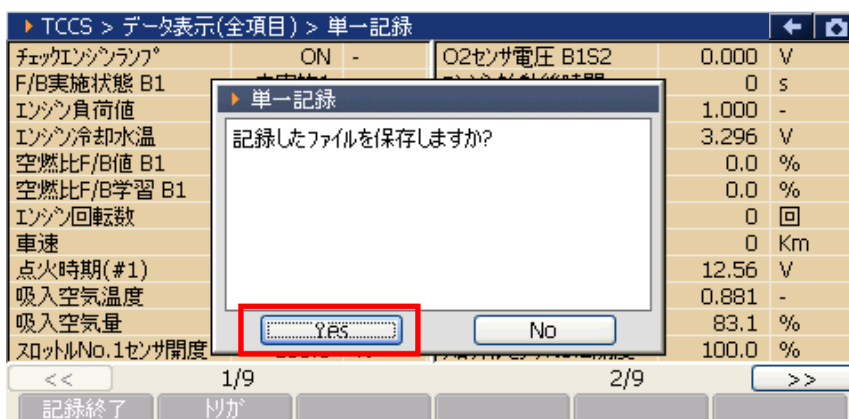 TCCS > データ表示(全項目) > 単一記録
ﾁｪｯｸｴﾝｼﾞﾝﾗﾝﾌﾟ ON - O2ｾﾝｻ電圧 B1S2 0.000 V
F/B実施状態 B1 0 s
ｴﾝｼﾞﾝ負荷値 1.000 -
ｴﾝｼﾞﾝ冷却水温 3.296 V
空燃比F/B値 B1 0.0 %
空燃比F/B学習 B1 0.0 %
ｴﾝｼﾞﾝ回転数 0 回
車速 0 Km
点火時期(#1) 12.56 V
吸入空気温度 0.881 -
吸入空気量 83.1 %
ｽﾛｯﾄﾙNo.1ｾﾝｻ開度 100.0 %
単一記録
記録したﾌｧｲﾙを保存しますか?
Yes No
<< 1/9 2/9 >>
記録終了 ﾄﾘｶﾞ